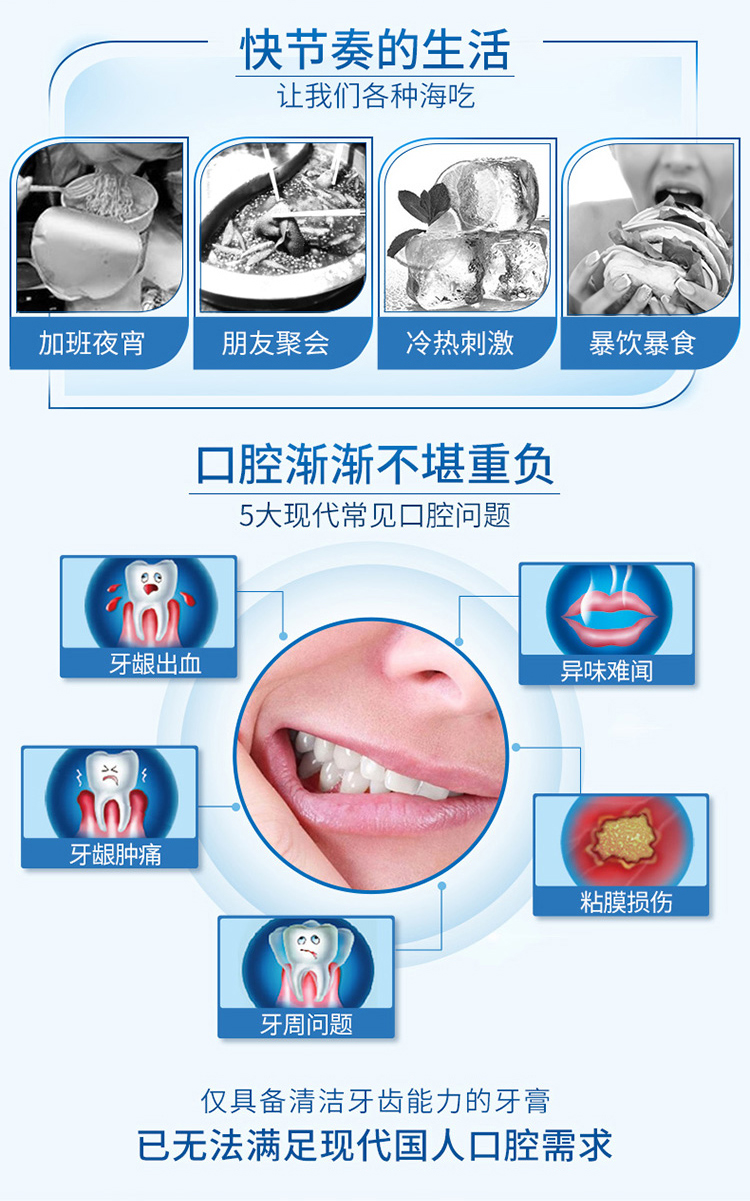 快节奏的生活
让我们各种海吃
加班夜宵
朋友聚会
冷热刺激
暴饮暴食
口腔渐渐不堪重负
5大现代常见口腔问题
牙龈出血
异味难闻
牙龈肿痛
粘膜损伤
牙周问题
仅具备清洁牙齿能力的牙膏
已无法满足现代国人口腔需求